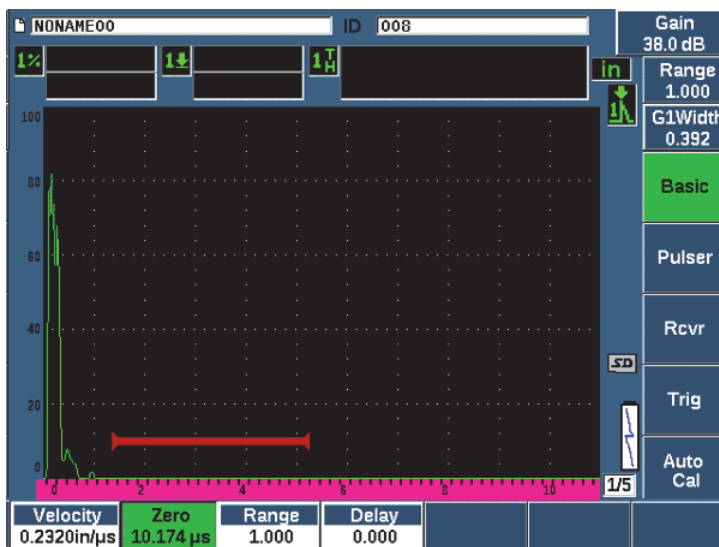 NONAME00 ID 008 Gain
38.0 dB
1% 1 1 T H in Range
1.000
1 G1Width
0.392
100
80 Basic
60 Pulser
40 Rcvr
SD
20 Trig
0 Auto
Cal
0 2 4 6 8 10 1/5
Velocity Zero Range Delay
0.2320in/µs 10.174 µs 1.000 0.000